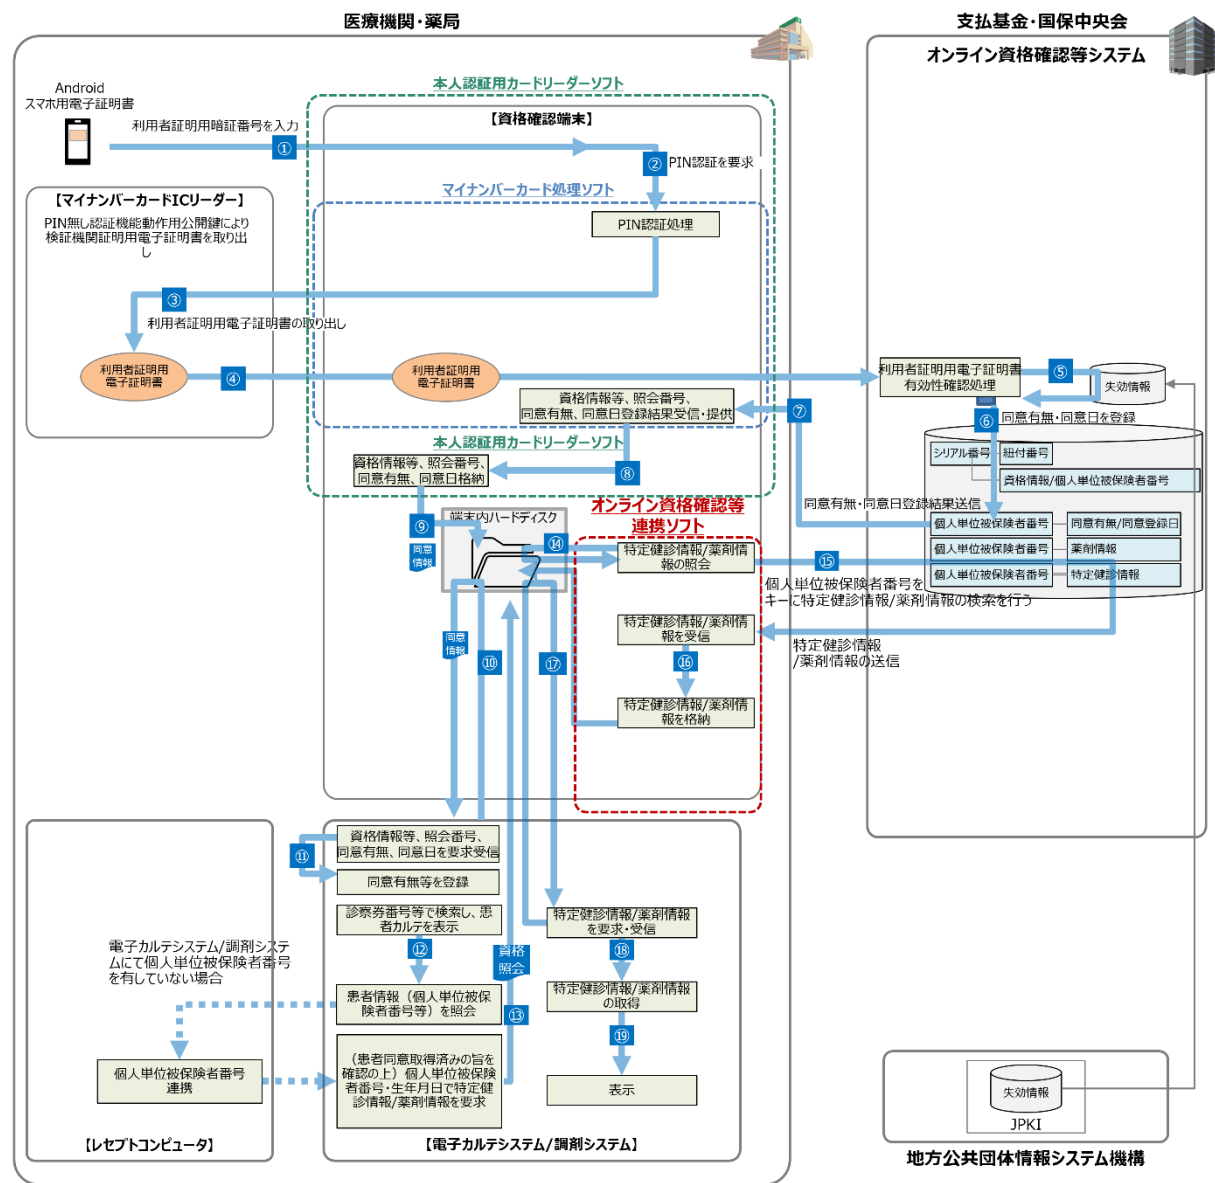 医療機関・薬局
支払基金・国保中央会
オンライン資格確認等システム
Android
スマホ用電子証明書
本人認証用カードリーダーソフト
【資格確認端末】
利用者証明用暗証番号を入力
①
②
PIN認証を要求
【マイナンバーカードICリーダー】
マイナンバーカード処理ソフト
PIN無し認証機能動作用公開鍵により
検証機関証明用電子証明書を取り出
し
PIN認証処理
③
利用者証明用電子証明書の取り出し
利用者証明用
電子証明書
④
利用者証明用
電子証明書
利用者証明用電子証明書
有効性確認処理
⑤
失効情報
資格情報等、照会番号、
同意有無、同意日登録結果受信・提供
⑦
⑥
同意有無・同意日を登録
本人認証用カードリーダーソフト
資格情報等、照会番号、
同意有無、同意日格納
⑧
シリアル番号
紐付番号
資格情報/個人単位被保険者番号
同意有無・同意日登録結果送信
オンライン資格確認等
連携ソフト
⑨
端末内ハードディスク
同意
情報
⑭
特定健診情報/薬剤情
報の照会
⑮
個人単位被保険者番号
同意有無/同意登録日
個人単位被保険者番号
薬剤情報
個人単位被保険者番号
特定健診情報
個人単位被保険者番号を
キーに特定健診情報/薬剤情報の検索を行う
特定健診情報/薬剤情
報を受信
特定健診情報
/薬剤情報の送信
同意
情報
⑩
⑰
⑯
特定健診情報/薬剤情
報を格納
資格情報等、照会番号、
同意有無、同意日を要求受信
⑪
同意有無等を登録
診察券番号等で検索し、患
者カルテを表示
特定健診情報/薬剤情報
を要求・受信
⑫
資格
照会
⑱
電子カルテシステム/調剤システ
ムにて個人単位被保険者番号
を有していない場合
患者情報（個人単位被保
険者番号等）を照会
⑬
特定健診情報/薬剤情報
の取得
⑲
個人単位被保険者番号
連携
（患者同意取得済みの旨を
確認の上）個人単位被保険
者番号・生年月日で特定健
診情報/薬剤情報を要求
表示
【レセプトコンピュータ】
【電子カルテシステム/調剤システム】
失効情報
JPKI
地方公共団体情報システム機構